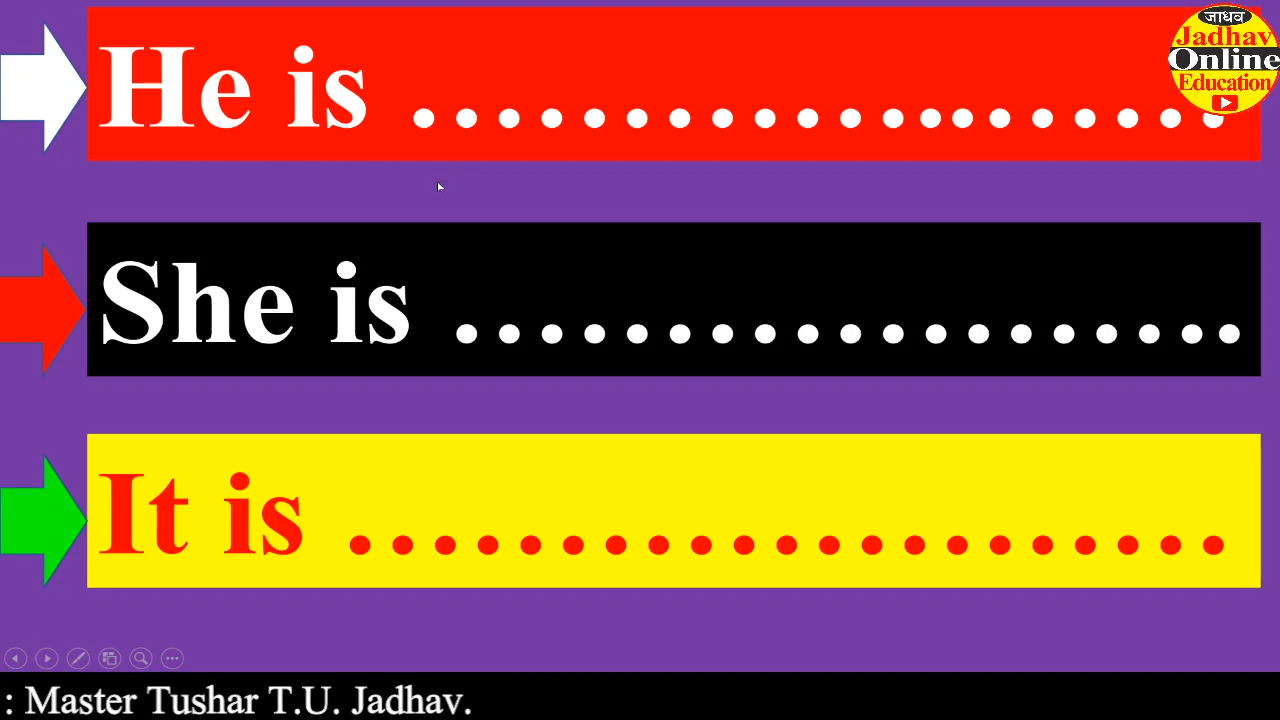 He is .....................
जाधव
Jadhav
Online
Education
She is ...................
It is .....................
: Master Tushar T.U. Jadhav.